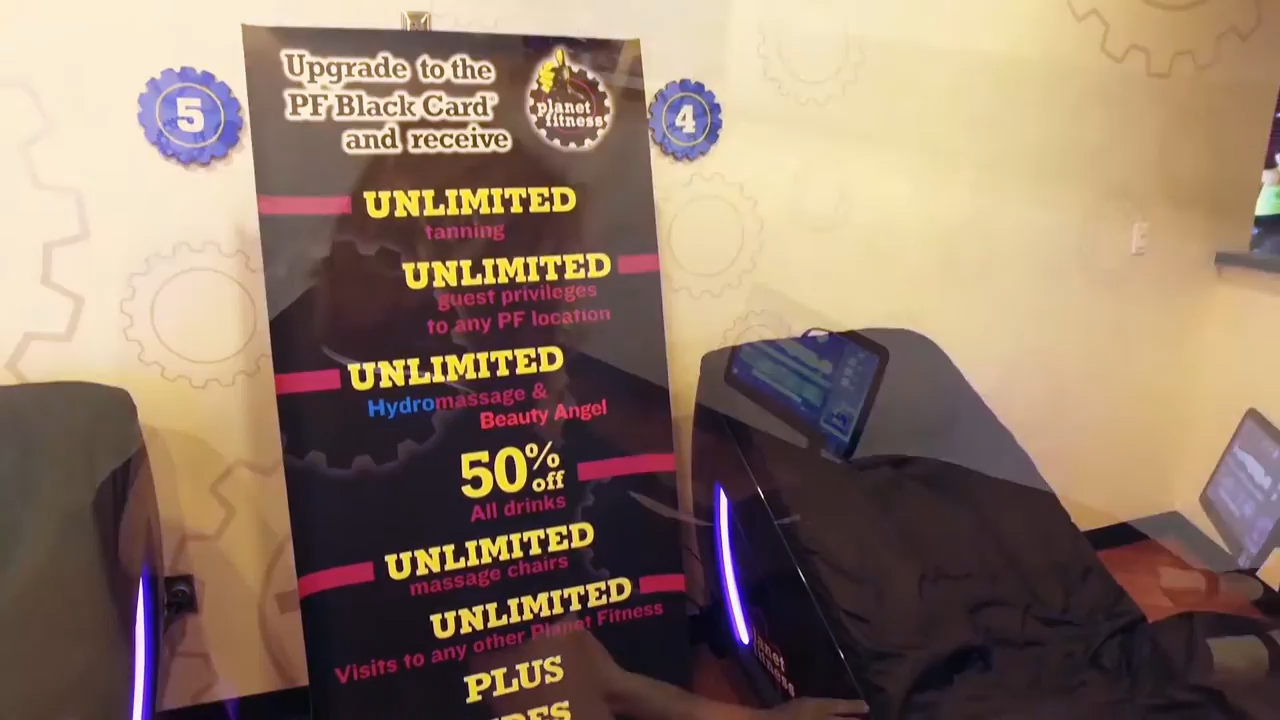 Upgrade to the
PF Black Card®
and receive
planet
fitness
5
4
UNLIMITED
tanning
UNLIMITED
guest privileges
to any PF location
UNLIMITED
Hydromassage &
Beauty Angel
50% off
All drinks
UNLIMITED
massage chairs
UNLIMITED
Visits to any other Planet Fitness
PLUS
planet
fitness